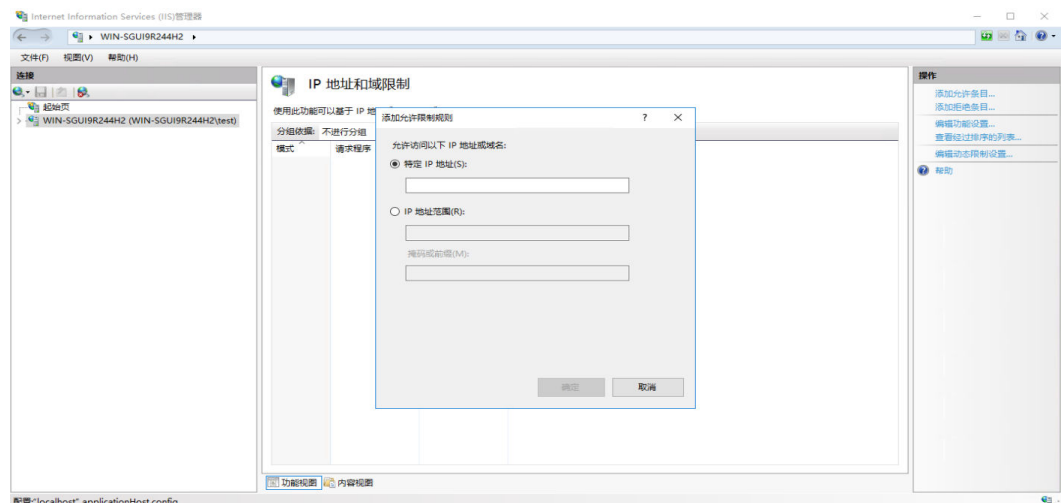 Internet Information Services (IIS)管理器
WIN-SGUI9R244H2
文件(F) 视图(V) 帮助(H)
连接
起始页
WIN-SGUI9R244H2 (WIN-SGUI9R244H2\test)
IP 地址和域限制
使用此功能可以基于 IP 地
分组依据: 不进行分组
模式 请求程序
添加允许限制规则 ? ×
允许访问以下 IP 地址或域名:
特定 IP 地址(S):
IP 地址范围(R):
掩码或前缀(M):
确定 取消
功能视图 内容视图
操作
添加允许条目...
添加拒绝条目...
编辑功能设置...
查看经过排序的列表...
编辑动态限制设置...
帮助
配置:"localhost" applicationHost.config